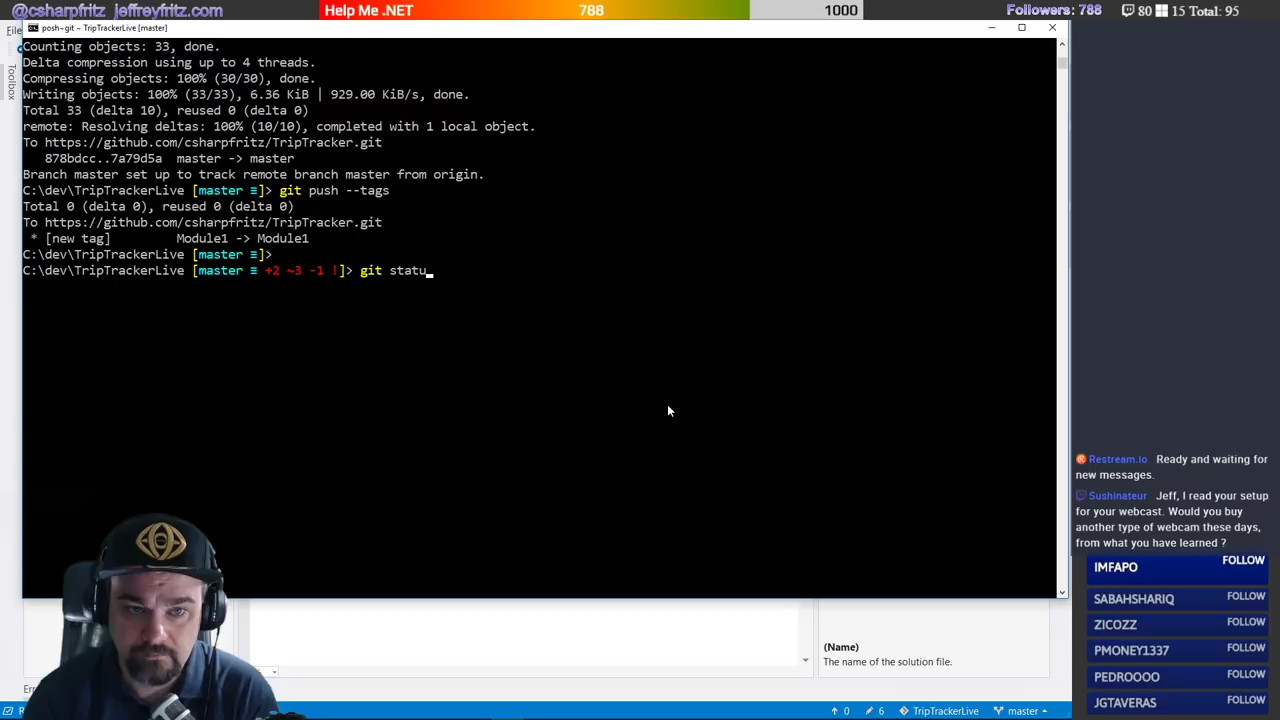 @csharpfritz jeffreyfritz.com
Help Me .NET
788
1000
Followers: 788
80
15 Total: 95
posh~git ~ TripTrackerLive [master]
Toolbox
Counting objects: 33, done.
Delta compression using up to 4 threads.
Compressing objects: 100% (30/30), done.
Writing objects: 100% (33/33), 6.36 KiB | 929.00 KiB/s, done.
Total 33 (delta 10), reused 0 (delta 0)
remote: Resolving deltas: 100% (10/10), completed with 1 local object.
To https://github.com/csharpfritz/TripTracker.git
878bdcc..7a79d5a master -> master
Branch master set up to track remote branch master from origin.
C:\dev\TripTrackerLive [master ≡]> git push --tags
Total 0 (delta 0), reused 0 (delta 0)
To https://github.com/csharpfritz/TripTracker.git
* [new tag] Module1 -> Module1
C:\dev\TripTrackerLive [master ≡]>
C:\dev\TripTrackerLive [master ≡ +2 ~3 -1 !]> git statu_
Restream.io Ready and waiting for
new messages.
Sushinateur Jeff, I read your setup
for your webcast. Would you buy
another type of webcam these days,
from what you have learned ?
IMFAPO FOLLOW
SABAHSHARIQ FOLLOW
ZICOZZ FOLLOW
PMONEY1337 FOLLOW
PEDROOOO FOLLOW
JGTAVERAS FOLLOW
(Name)
The name of the solution file.
0
6
TripTrackerLive
master